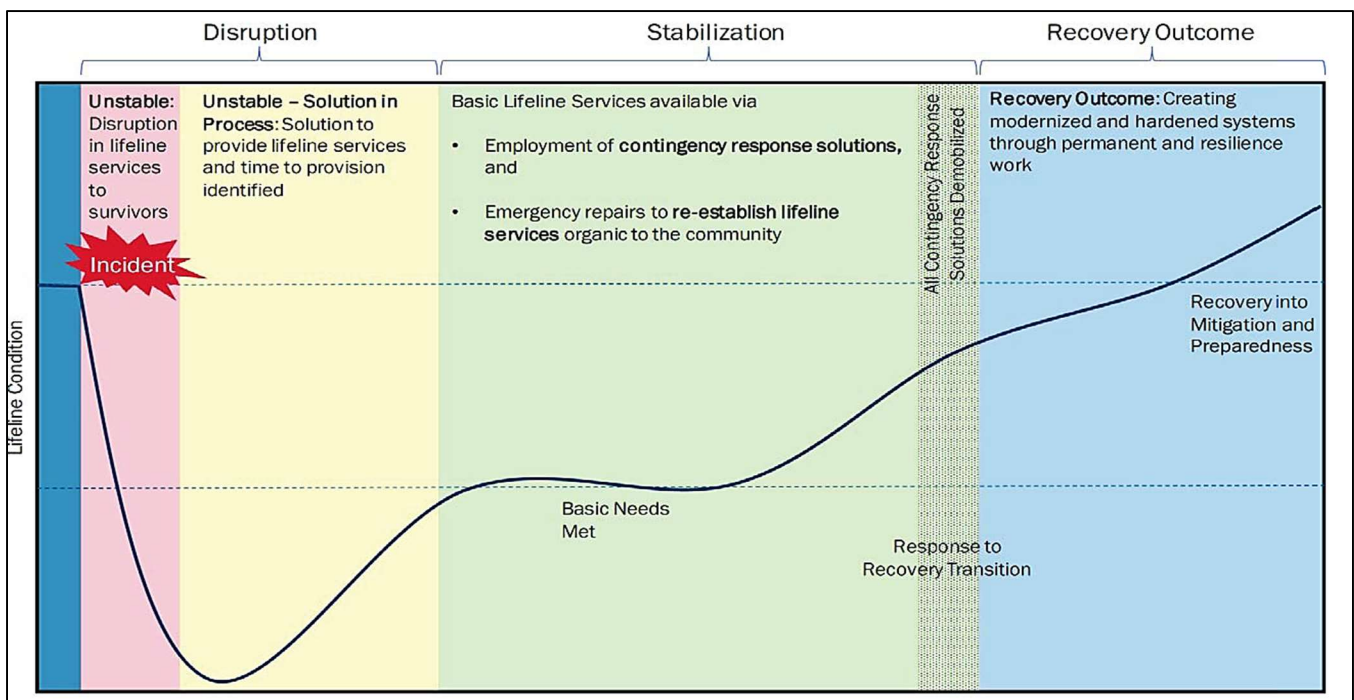 Disruption
Stabilization
Recovery Outcome
Unstable:
Disruption
in lifeline
services
to
survivors
Incident
Unstable – Solution in
Process: Solution to
provide lifeline services
and time to provision
identified
Basic Lifeline Services available via
• Employment of contingency response solutions,
and
• Emergency repairs to re-establish lifeline
services organic to the community
All Contingency Response
Solutions Demobilized
Recovery Outcome: Creating
modernized and hardened systems
through permanent and resilience
work
Lifeline Condition
Basic Needs
Met
Response to
Recovery Transition
Recovery into
Mitigation and
Preparedness